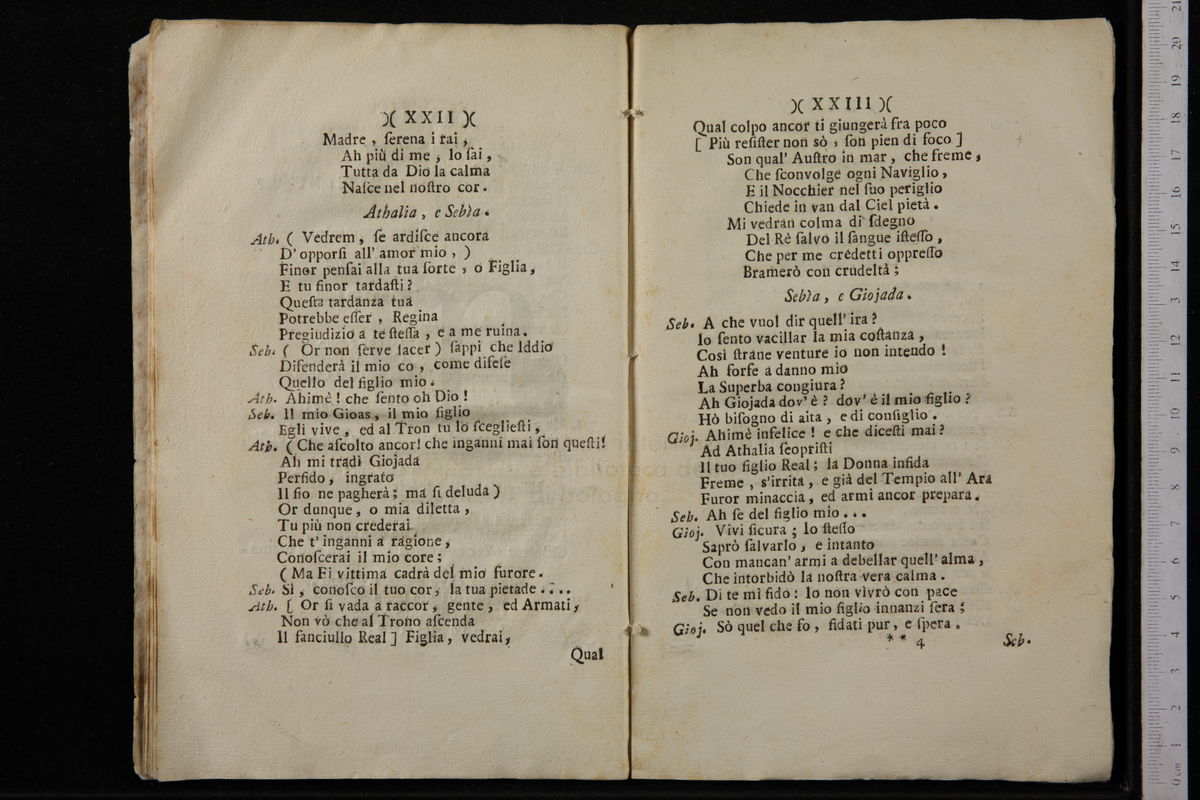 )( XXII )(
Madre , ſerena i rai ,
Ah più di me , lo ſai ,
Tutta da Dio la calma
Naſce nel noſtro cor .
Athalia , e Sebìa .
Ath. ( Vedrem , ſe ardiſce ancora
D' opporſi all' amor mio , )
Finor penſai alla tua ſorte , o Figlia ,
E tu finor tardaſti ?
Queſta tardanza tua
Potrebbe eſſer , Regina
Pregiudizio a te ſteſſa , e a me ruina .
Seb. ( Or non ſerve tacer ) ſappi che Iddio
Difenderà il mio co , come difeſe
Quello del figlio mio .
Ath. Ahimè ! che ſento oh Dio !
Seb. Il mio Gioas , il mio figlio
Egli vive , ed al Tron tu lo ſceglieſti ,
Ath. ( Che aſcolto ancor ! che inganni mai ſon queſti !
Ah mi tradì Giojada
Perfido , ingrato
Il fio ne pagherà ; ma ſi deluda )
Or dunque , o mia diletta ,
Tu più non crederai
Che t' inganni a ragione ,
Conoſcerai il mio core ;
( Ma Ei vittima cadrà del mio furore .
Seb. Sì , conoſco il tuo cor , la tua pietade . . . .
Ath. [ Or ſi vada a raccor , gente , ed Armati ,
Non vò che al Trono aſcenda
Il fanciullo Real ] Figlia , vedrai ,
Qual
)( XXIII )(
Qual colpo ancor ti giungerà fra poco
[ Più reſiſter non sò , ſon pien di foco ]
Son qual' Auſtro in mar , che freme ,
Che ſconvolge ogni Naviglio ,
E il Nocchier nel ſuo periglio
Chiede in van dal Ciel pietà .
Mi vedran colma di ſdegno
Del Rè ſalvo il ſangue iſteſſo ,
Che per me credetti oppreſſo
Bramerò con crudeltà ;
Sebìa , e Giojada .
Seb. A che vuol dir quell' ira ?
Io ſento vacillar la mia coſtanza ,
Così ſtrane venture io non intendo !
Ah forſe a danno mio
La Superba congiura ?
Ah Giojada dov' è ? dov' è il mio figlio ?
Hò biſogno di aita , e di conſiglio .
Gioj. Ahimè infelice ! e che diceſti mai ?
Ad Athalia ſcopriſti
Il tuo figlio Real ; la Donna infida
Freme , s'irrita , e già del Tempio all' Ara
Furor minaccia , ed armi ancor prepara .
Seb. Ah ſe del figlio mio . . .
Gioj. Vivi ſicura ; Io ſteſſo
Saprò ſalvarlo , e intanto
Con mancan' armi a debellar quell' alma ,
Che intorbidò la noſtra vera calma .
Seb. Di te mi fido : Io non vivrò con pace
Se non vedo il mio figlio innanzi ſera ;
Gioj. Sò quel che fo , fidati pur , e ſpera .
* * 4
Seb.